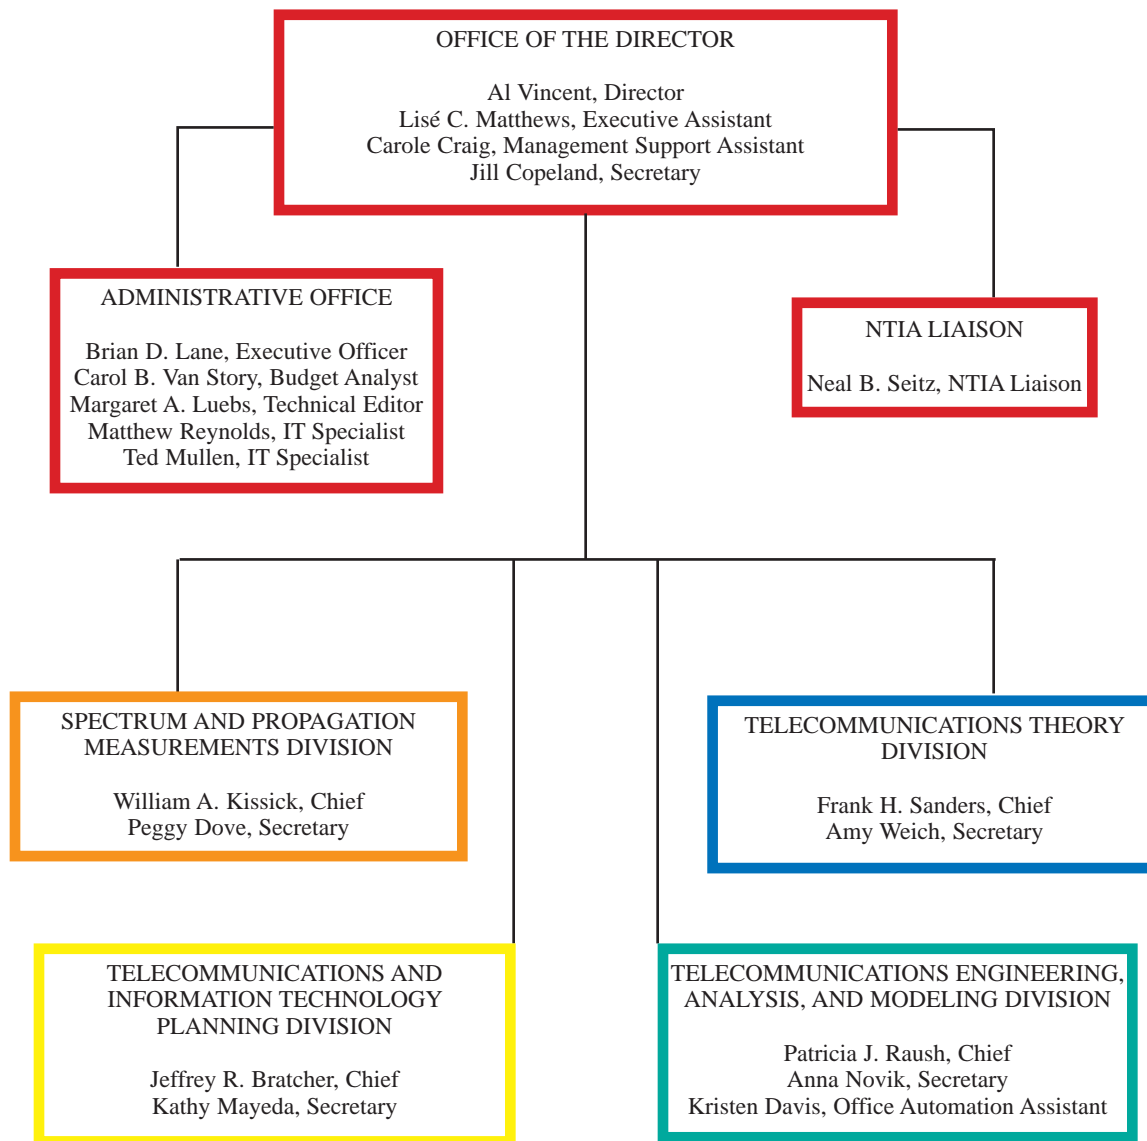 OFFICE OF THE DIRECTOR
Al Vincent, Director
Lisé C. Matthews, Executive Assistant
Carole Craig, Management Support Assistant
Jill Copeland, Secretary
ADMINISTRATIVE OFFICE
Brian D. Lane, Executive Officer
Carol B. Van Story, Budget Analyst
Margaret A. Luebs, Technical Editor
Matthew Reynolds, IT Specialist
Ted Mullen, IT Specialist
NTIA LIAISON
Neal B. Seitz, NTIA Liaison
SPECTRUM AND PROPAGATION
MEASUREMENTS DIVISION
William A. Kissick, Chief
Peggy Dove, Secretary
TELECOMMUNICATIONS THEORY
DIVISION
Frank H. Sanders, Chief
Amy Weich, Secretary
TELECOMMUNICATIONS AND
INFORMATION TECHNOLOGY
PLANNING DIVISION
Jeffrey R. Bratcher, Chief
Kathy Mayeda, Secretary
TELECOMMUNICATIONS ENGINEERING,
ANALYSIS, AND MODELING DIVISION
Patricia J. Raush, Chief
Anna Novik, Secretary
Kristen Davis, Office Automation Assistant